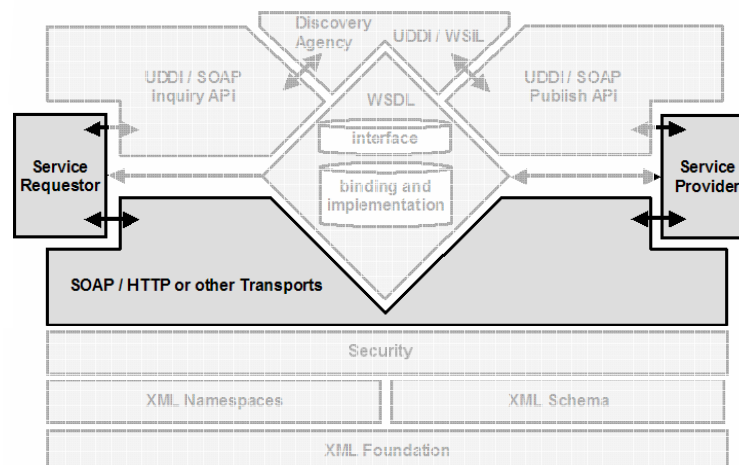 Discovery
Agency
UDDI / WSIL
UDDI / SOAP
Inquiry API
WSDL
UDDI / SOAP
Publish API
interface
Service
Requestor
binding and
implementation
Service
Provider
SOAP / HTTP or other Transports
Security
XML Namespaces
XML Schema
XML Foundation